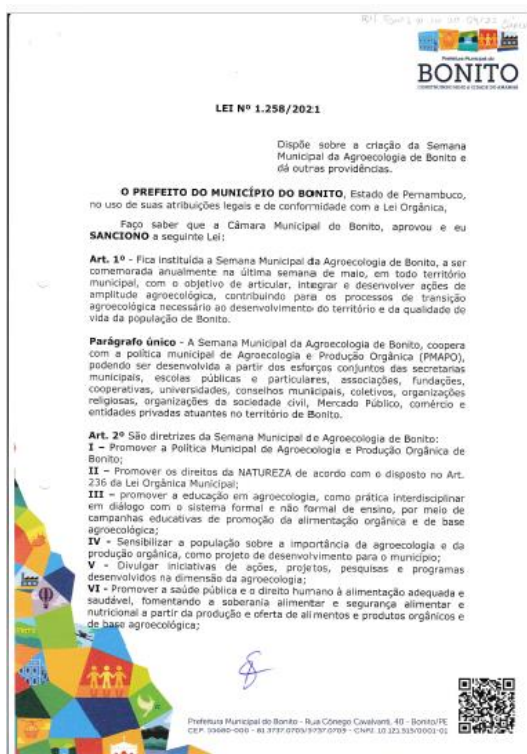 Prefeitura Municipal do
BONITO
LEI Nº 1.258/2021
Dispõe sobre a criação da Semana
Municipal da Agroecologia de Bonito e
dá outras providências.
O PREFEITO DO MUNICÍPIO DO BONITO, Estado de Pernambuco,
no uso de suas atribuições legais e de conformidade com a Lei Orgânica,
Faço saber que a Câmara Municipal do Bonito, aprovou e eu
SANCIONO a seguinte Lei:
Art. 1º - Fica instituída a Semana Municipal da Agroecologia de Bonito, a ser
comemorada anualmente na última semana de maio, em todo território
municipal, com o objetivo de articular, integrar e desenvolver ações de
amplitude agroecológica, contribuindo para os processos de transição
agroecológica necessário ao desenvolvimento do território e da qualidade de
vida da população de Bonito.
Parágrafo único - A Semana Municipal da Agroecologia de Bonito, coopera
com a política municipal de Agroecologia e Produção Orgânica (PMAPO),
podendo ser desenvolvida a partir dos esforços conjuntos das secretarias
municipais, escolas públicas e particulares, associações, fundações,
cooperativas, universidades, conselhos municipais, coletivos, organizações
religiosas, organizações da sociedade civil, Mercado Público, comércio e
entidades privadas atuantes no território de Bonito.
Art. 2º São diretrizes da Semana Municipal de Agroecologia de Bonito:
I – Promover a Política Municipal de Agroecologia e Produção Orgânica de
Bonito;
II – Promover os direitos da NATUREZA de acordo com o disposto no Art.
236 da Lei Orgânica Municipal;
III – promover a educação em agroecologia, como prática interdisciplinar
em diálogo com o sistema formal e não formal de ensino, por meio de
campanhas educativas de promoção da alimentação orgânica e de base
agroecológica;
IV - Sensibilizar a população sobre a importância da agroecologia e da
produção orgânica, como projeto de desenvolvimento para o município;
V - Divulgar iniciativas de ações, projetos, pesquisas e programas
desenvolvidos na dimensão da agroecologia;
VI - Promover a saúde pública e o direito humano à alimentação adequada e
saudável, fomentando a soberania alimentar e segurança alimentar e
nutricional a partir da produção e oferta de alimentos e produtos orgânicos e
de base agroecológica;
Prefeitura Municipal do Bonito - Rua Cônego Cavalvanti, 40 - Bonito/PE